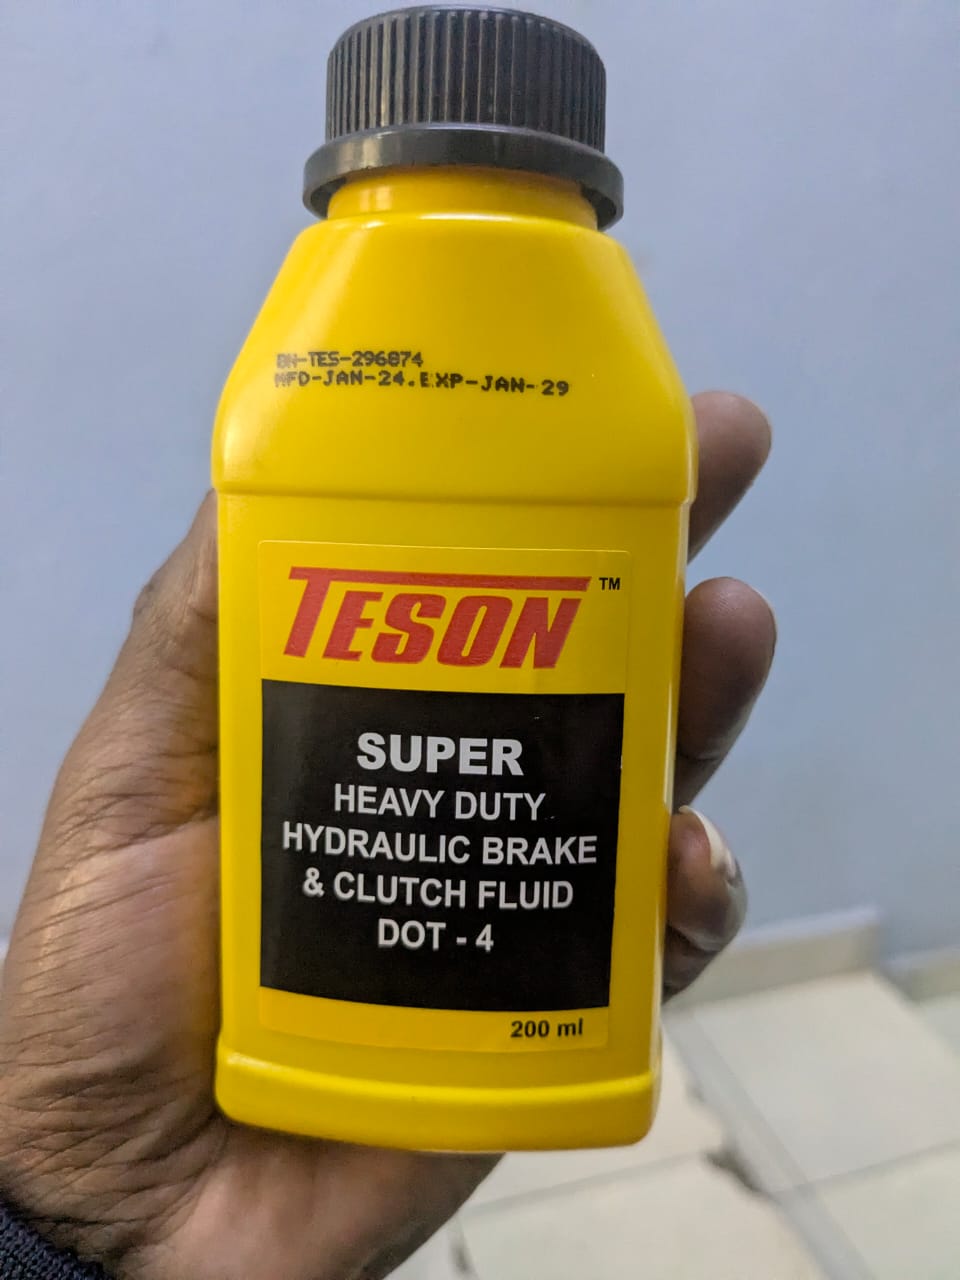 BN-TES-296874
MFD-JAN-24.EXP-JAN-29
TESON™
SUPER
HEAVY DUTY
HYDRAULIC BRAKE
& CLUTCH FLUID
DOT - 4
200 ml